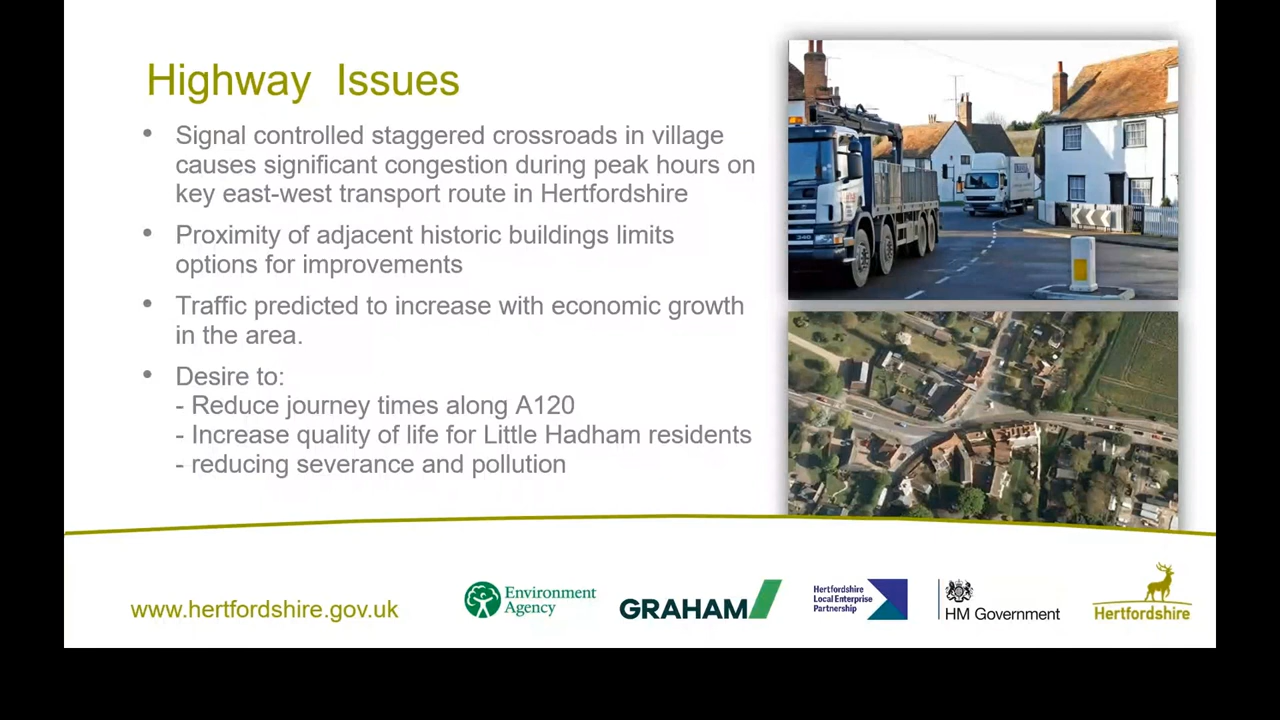 Highway Issues
• Signal controlled staggered crossroads in village
causes significant congestion during peak hours on
key east-west transport route in Hertfordshire
• Proximity of adjacent historic buildings limits
options for improvements
• Traffic predicted to increase with economic growth
in the area.
• Desire to:
- Reduce journey times along A120
- Increase quality of life for Little Hadham residents
- reducing severance and pollution
www.hertfordshire.gov.uk
Environment
Agency
GRAHAM
Hertfordshire
Local Enterprise
Partnership
HM Government
Hertfordshire